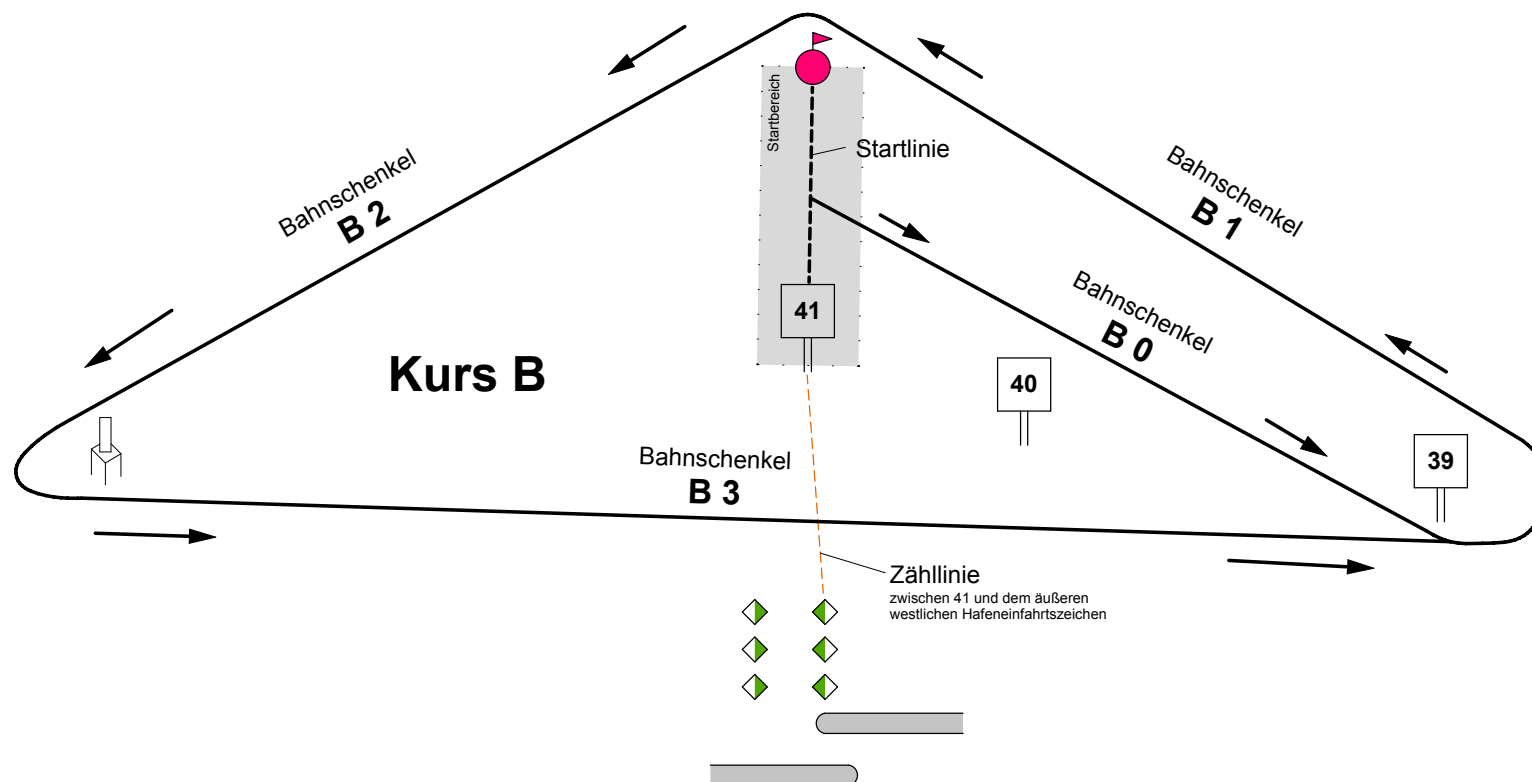 Startbereich
Startlinie
Bahnschenkel
B 2
Bahnschenkel
B 1
Bahnschenkel
B 0
41
Kurs B
40
39
Bahnschenkel
B 3
Zähllinie
zwischen 41 und dem äußeren
westlichen Hafeneinfahrtszeichen